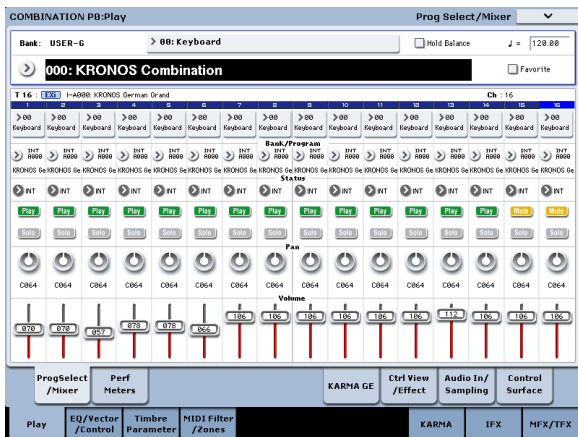 COMBINATION P0:Play Prog Select/Mixer
Bank: USER-G 00:Keyboard Hold Balance ♩ = 120.00
000: KRONOS Combination Favorite
T 16 : EXi I-A000: KRONOS German Grand Ch : 16
1 2 3 4 5 6 7 8 9 10 11 12 13 14 15 16
00 00 00 00 00 00 00 00 00 00 00 00 00 00 00 00
Keyboard Keyboard Keyboard Keyboard Keyboard Keyboard Keyboard Keyboard Keyboard Keyboard Keyboard Keyboard Keyboard Keyboard Keyboard Keyboard
Bank/Program
INT INT INT INT INT INT INT INT INT INT INT INT INT INT INT INT
A000 A000 A000 A000 A000 A000 A000 A000 A000 A000 A000 A000 A000 A000 A000 A000
KRONOS Ge KRONOS Ge KRONOS Ge KRONOS Ge KRONOS Ge KRONOS Ge KRONOS Ge KRONOS Ge KRONOS Ge KRONOS Ge KRONOS Ge KRONOS Ge KRONOS Ge KRONOS Ge KRONOS Ge KRONOS Ge
Status
INT INT INT INT INT INT INT INT INT INT INT INT INT INT INT INT
Play Play Play Play Play Play Play Play Play Play Play Play Play Play Mute Mute
Solo Solo Solo Solo Solo Solo Solo Solo Solo Solo Solo Solo Solo Solo Solo Solo
Pan
C064 C064 C064 C064 C064 C064 C064 C064 C064 C064 C064 C064 C064 C064 C064 C064
Volume
070 070 057 078 078 066 106 106 106 106 106 106 106 112 106 106
ProgSelect /Mixer Perf Meters KARMA GE Ctrl View /Effect Audio In/ Sampling Control Surface
Play EQ/Vector /Control Timbre Parameter MIDI Filter /Zones KARMA IFX MFX/TFX